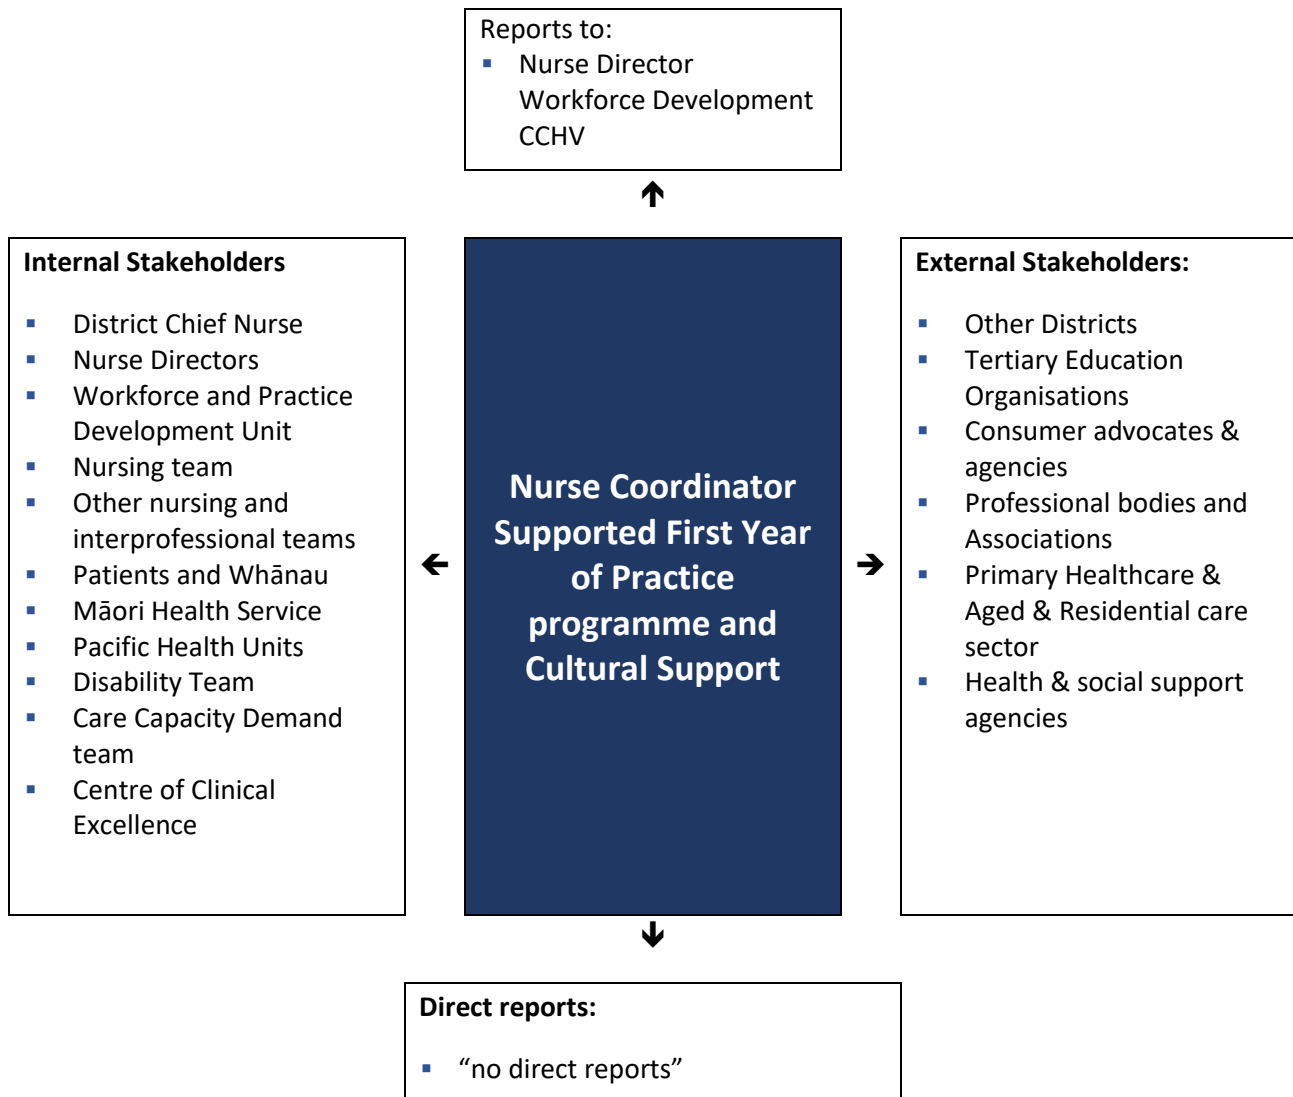 Reports to:
▪ Nurse Director
Workforce Development
CCHV
↑
Internal Stakeholders
▪ District Chief Nurse
▪ Nurse Directors
▪ Workforce and Practice
Development Unit
▪ Nursing team
▪ Other nursing and
interprofessional teams
▪ Patients and Whānau
▪ Māori Health Service
▪ Pacific Health Units
▪ Disability Team
▪ Care Capacity Demand
team
▪ Centre of Clinical
Excellence
←
Nurse Coordinator
Supported First Year
of Practice
programme and
Cultural Support
→
External Stakeholders:
▪ Other Districts
▪ Tertiary Education
Organisations
▪ Consumer advocates &
agencies
▪ Professional bodies and
Associations
▪ Primary Healthcare &
Aged & Residential care
sector
▪ Health & social support
agencies
↓
Direct reports:
▪ “no direct reports”